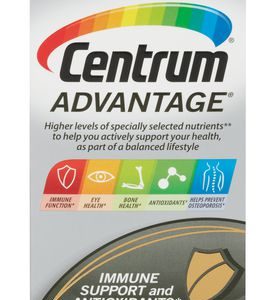 Centrum
ADVANTAGE®
Higher levels of specially selected nutrients**
to help you actively support your health,
as part of a balanced lifestyle
IMMUNE FUNCTION* EYE HEALTH* BONE HEALTH* ANTIOXIDANTS* HELPS PREVENT OSTEOPOROSIS†
IMMUNE
SUPPORT and
ANTIOXIDANTS*